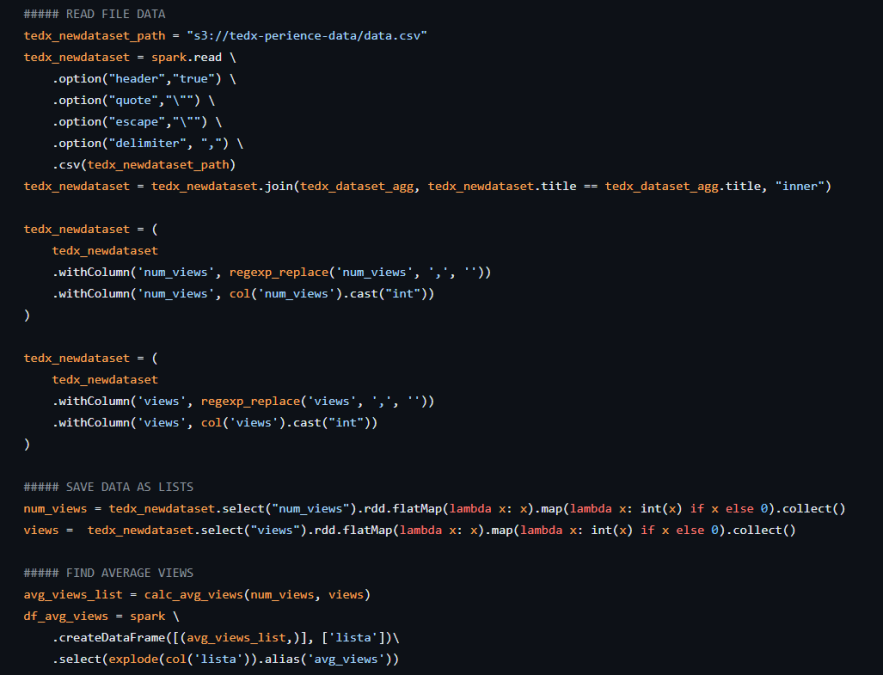 ##### READ FILE DATA
tedx_newdataset_path = "s3://tedx-perience-data/data.csv"
tedx_newdataset = spark.read \
    .option("header","true") \
    .option("quote","\"") \
    .option("escape","\"") \
    .option("delimiter", ",") \
    .csv(tedx_newdataset_path)
tedx_newdataset = tedx_newdataset.join(tedx_dataset_agg, tedx_newdataset.title == tedx_dataset_agg.title, "inner")

tedx_newdataset = (
    tedx_newdataset
    .withColumn('num_views', regexp_replace('num_views', ',', ''))
    .withColumn('num_views', col('num_views').cast("int"))
)

tedx_newdataset = (
    tedx_newdataset
    .withColumn('views', regexp_replace('views', ',', ''))
    .withColumn('views', col('views').cast("int"))
)

##### SAVE DATA AS LISTS
num_views = tedx_newdataset.select("num_views").rdd.flatMap(lambda x: x).map(lambda x: int(x) if x else 0).collect()
views =  tedx_newdataset.select("views").rdd.flatMap(lambda x: x).map(lambda x: int(x) if x else 0).collect()

##### FIND AVERAGE VIEWS
avg_views_list = calc_avg_views(num_views, views)
df_avg_views = spark \
    .createDataFrame([(avg_views_list,)], ['lista'])\
    .select(explode(col('lista')).alias('avg_views'))